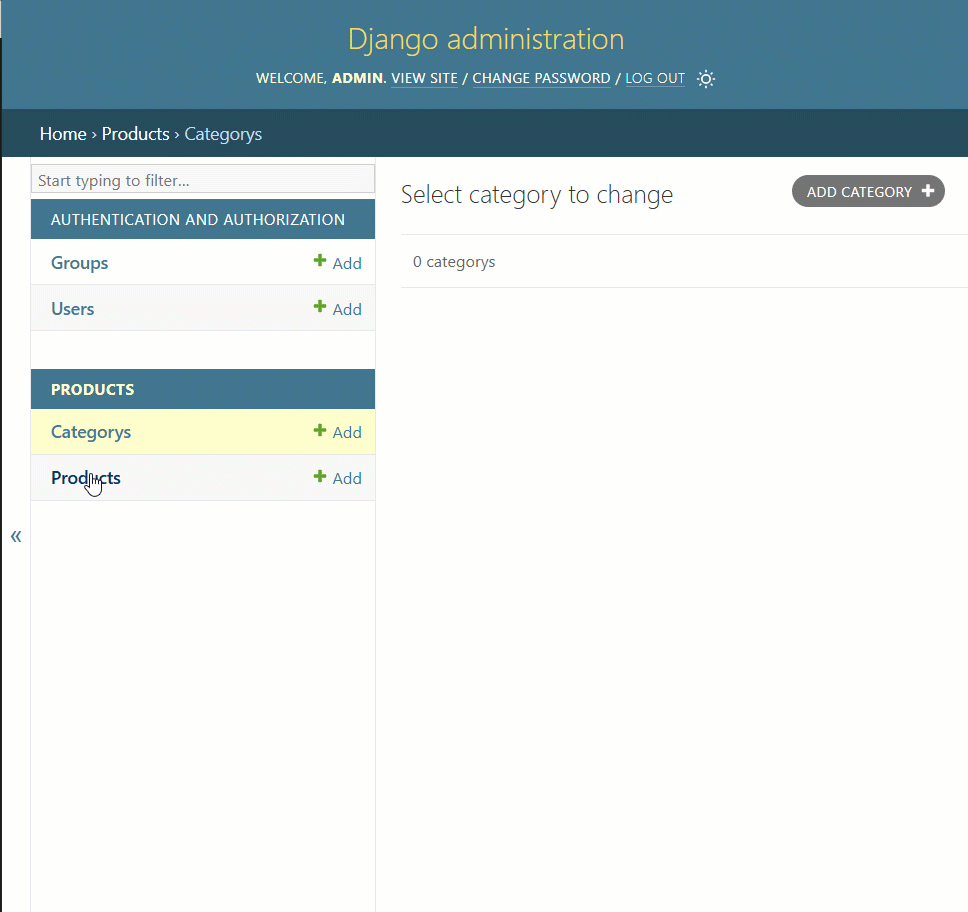 Django administration
WELCOME, ADMIN. VIEW SITE / CHANGE PASSWORD / LOG OUT
Home › Products › Categorys
Start typing to filter...
AUTHENTICATION AND AUTHORIZATION
Groups + Add
Users + Add
PRODUCTS
Categorys + Add
Products + Add
«
Select category to change
ADD CATEGORY +
0 categorys